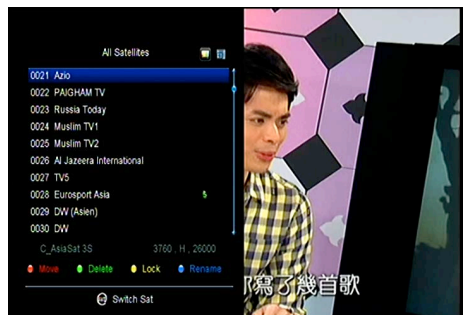 All Satellites
0021 Azio
0022 PAIGHAM TV
0023 Russia Today
0024 Muslim TV1
0025 Muslim TV2
0026 Al Jazeera International
0027 TV5
0028 Eurosport Asia $
0029 DW (Asien)
0030 DW
C_AsiaSat 3S 3760 . H . 26000
Move Delete Lock Rename
Switch Sat
寫了幾首歌